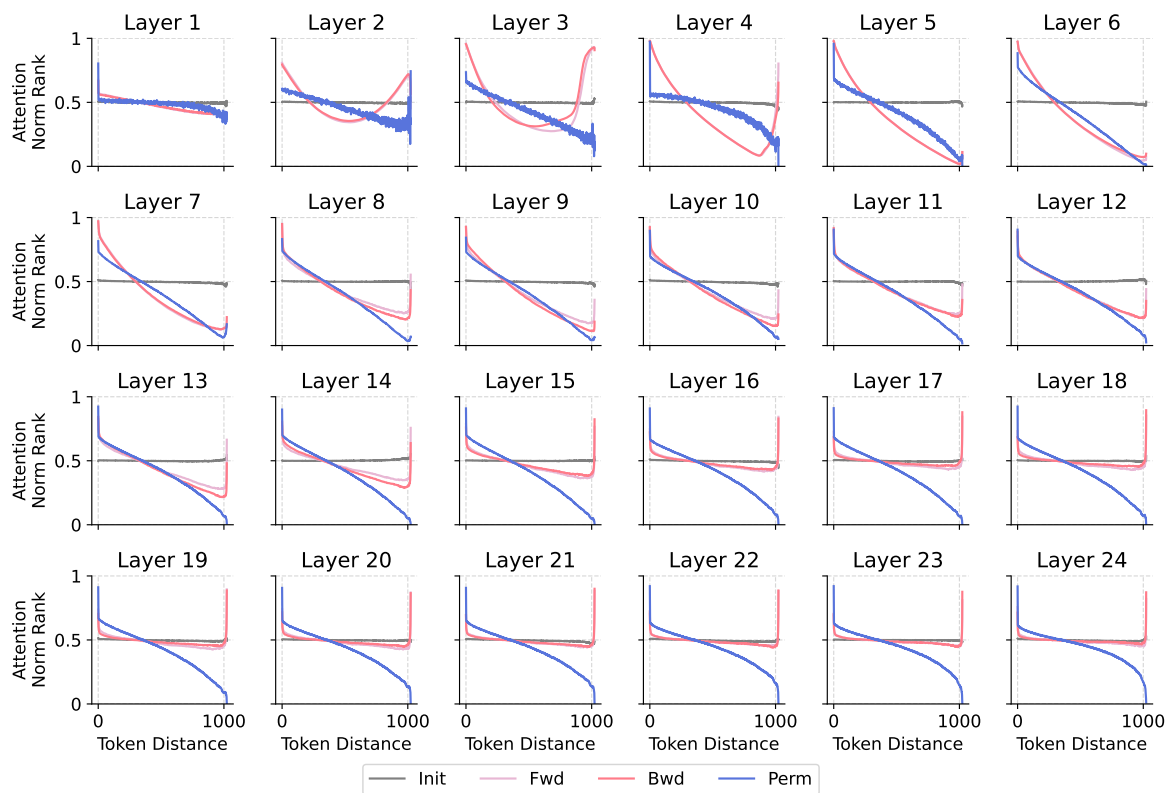 Layer 1 Layer 2 Layer 3 Layer 4 Layer 5 Layer 6
1
0.5
0
Attention
Norm Rank
Layer 7 Layer 8 Layer 9 Layer 10 Layer 11 Layer 12
1
0.5
0
Attention
Norm Rank
Layer 13 Layer 14 Layer 15 Layer 16 Layer 17 Layer 18
1
0.5
0
Attention
Norm Rank
Layer 19 Layer 20 Layer 21 Layer 22 Layer 23 Layer 24
1
0.5
0
Attention
Norm Rank
0 1000 0 1000 0 1000 0 1000 0 1000 0 1000
Token Distance Token Distance Token Distance Token Distance Token Distance Token Distance
Init Fwd Bwd Perm